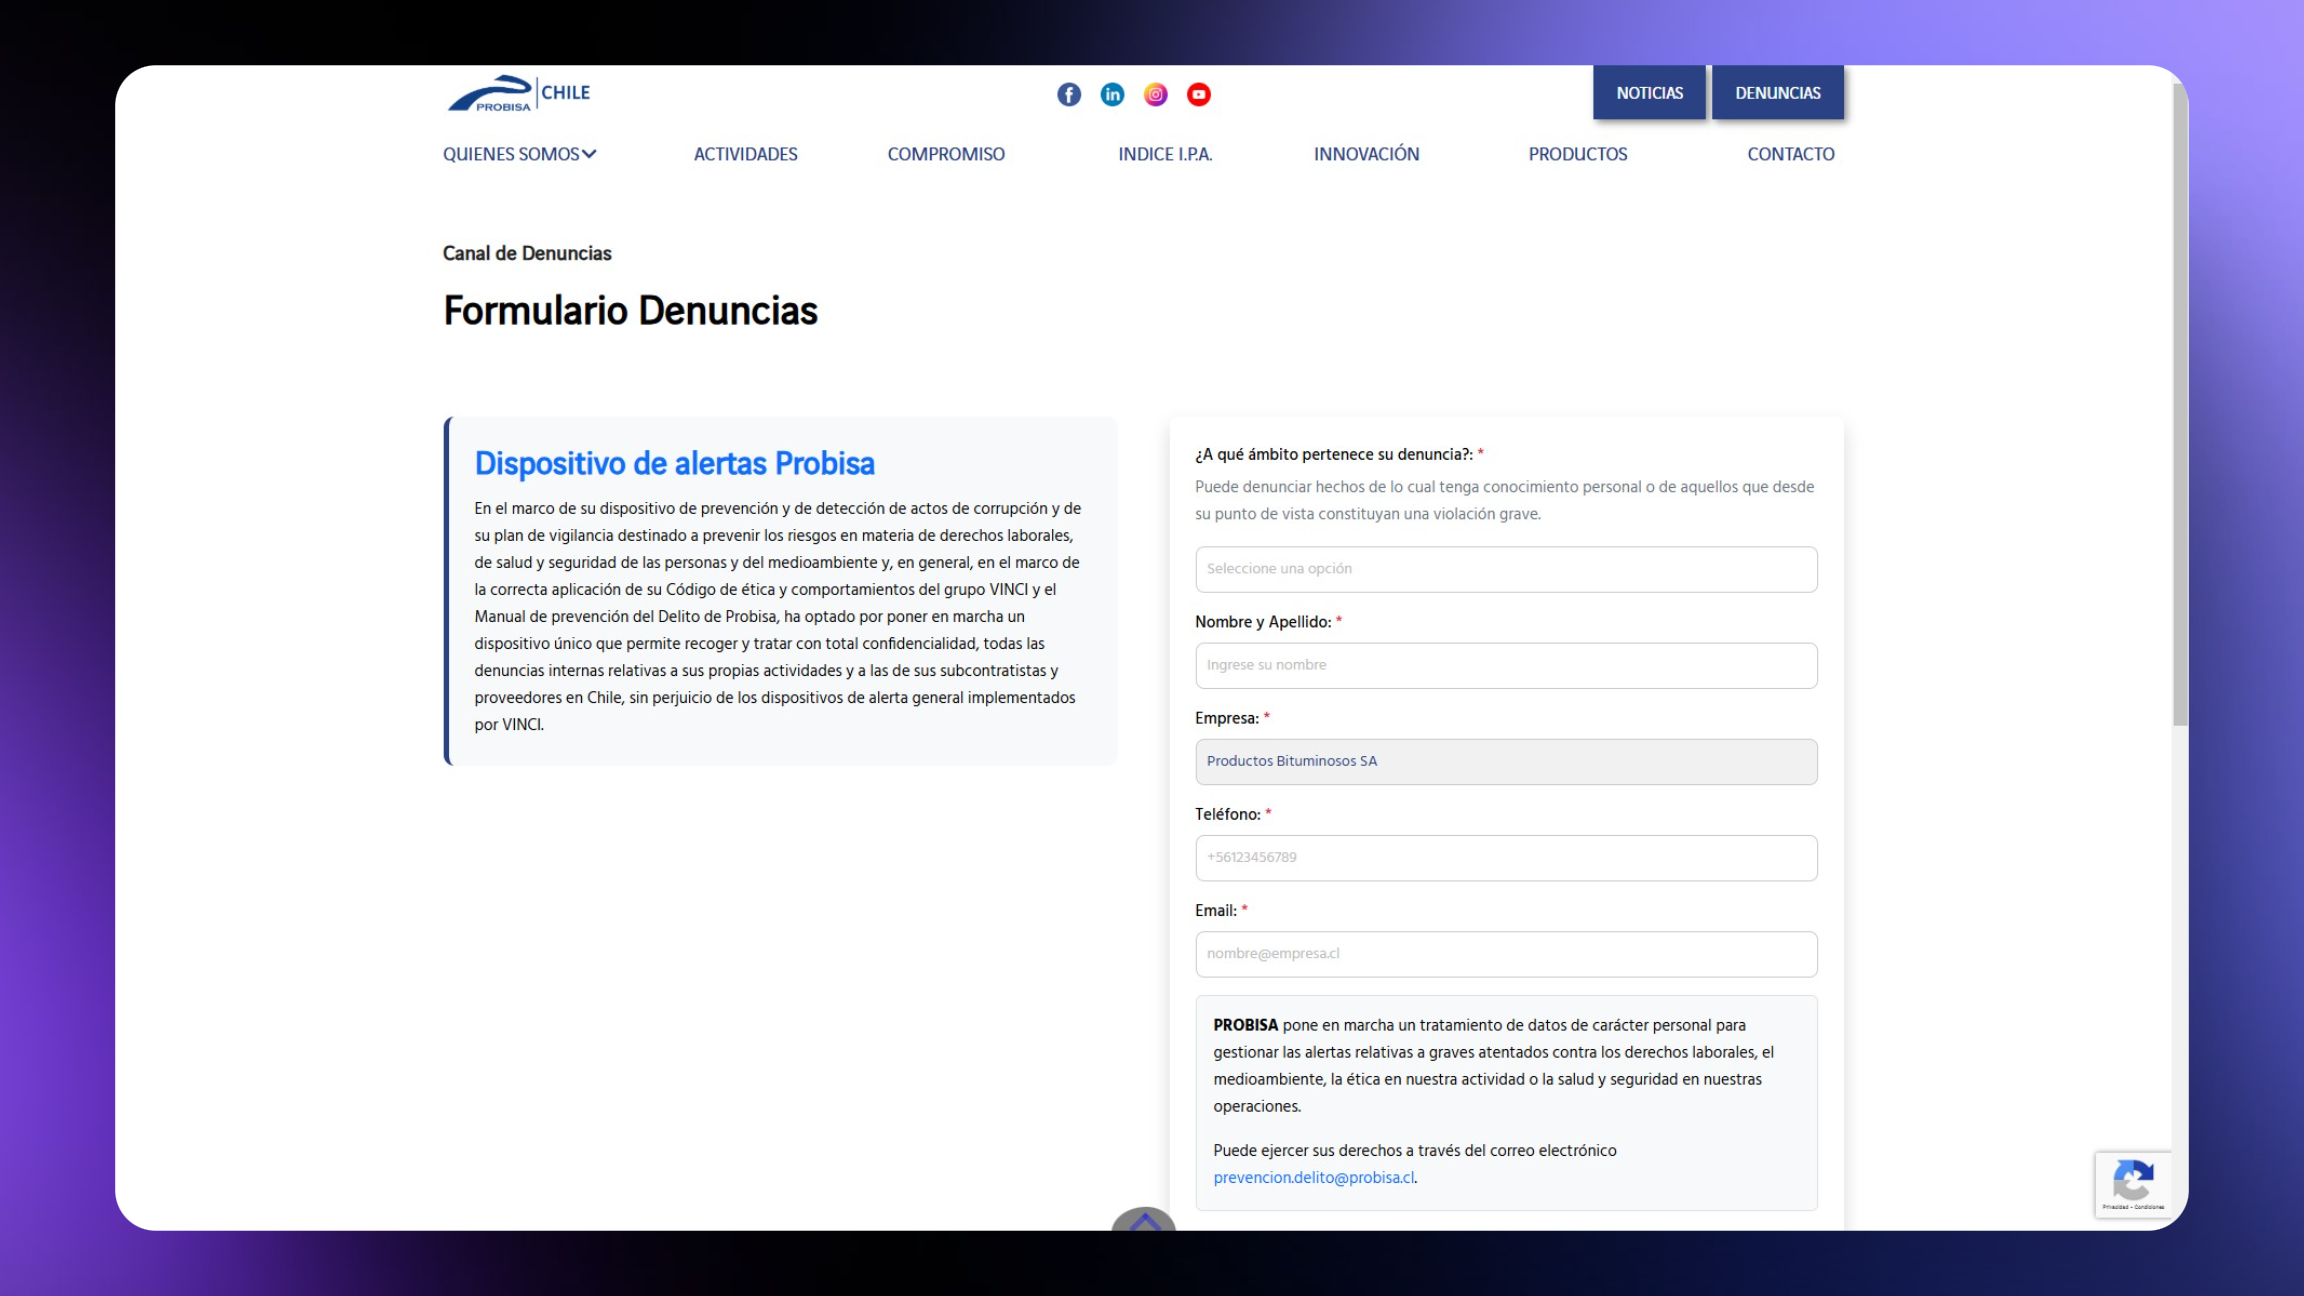 PROBISA CHILE
NOTICIAS
DENUNCIAS
QUIENES SOMOS
ACTIVIDADES
COMPROMISO
INDICE I.P.A.
INNOVACIÓN
PRODUCTOS
CONTACTO
Canal de Denuncias
Formulario Denuncias
Dispositivo de alertas Probisa
En el marco de su dispositivo de prevención y de detección de actos de corrupción y de
su plan de vigilancia destinado a prevenir los riesgos en materia de derechos laborales,
de salud y seguridad de las personas y del medioambiente y, en general, en el marco de
la correcta aplicación de su Código de ética y comportamientos del grupo VINCI y el
Manual de prevención del Delito de Probisa, ha optado por poner en marcha un
dispositivo único que permite recoger y tratar con total confidencialidad, todas las
denuncias internas relativas a sus propias actividades y a las de sus subcontratistas y
proveedores en Chile, sin perjuicio de los dispositivos de alerta general implementados
por VINCI.
¿A qué ámbito pertenece su denuncia?: *
Puede denunciar hechos de lo cual tenga conocimiento personal o de aquellos que desde
su punto de vista constituyan una violación grave.
Seleccione una opción
Nombre y Apellido: *
Ingrese su nombre
Empresa: *
Productos Bituminosos SA
Teléfono: *
+56123456789
Email: *
nombre@empresa.cl
PROBISA pone en marcha un tratamiento de datos de carácter personal para
gestionar las alertas relativas a graves atentados contra los derechos laborales, el
medioambiente, la ética en nuestra actividad o la salud y seguridad en nuestras
operaciones.
Puede ejercer sus derechos a través del correo electrónico
prevencion.delito@probisa.cl.
Privacidad - Condiciones